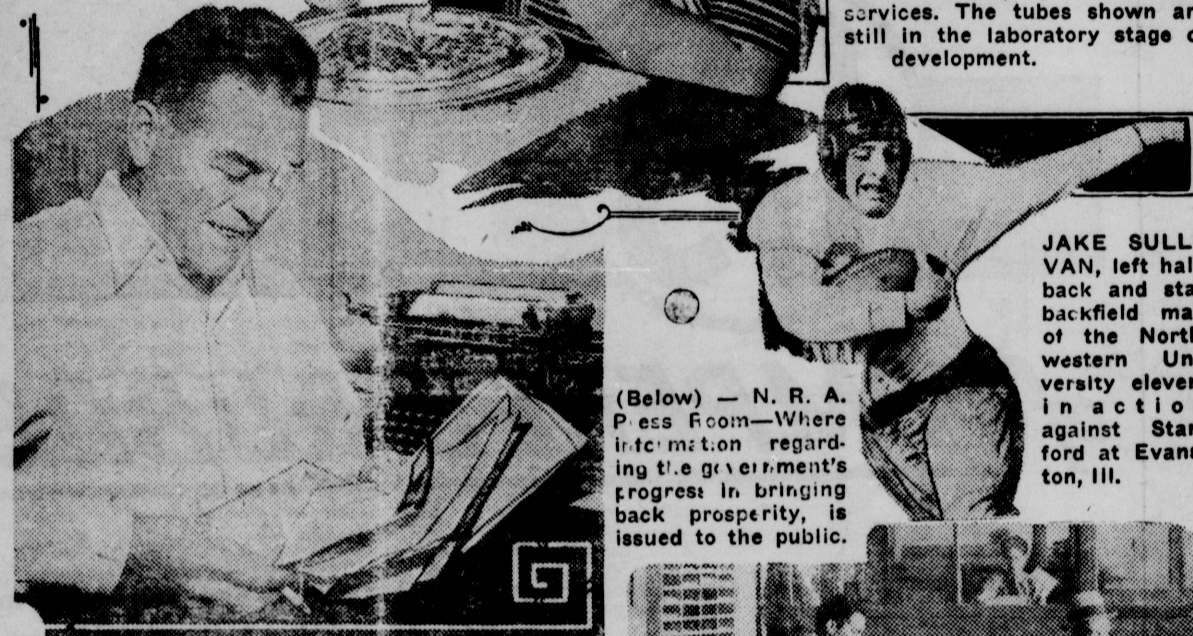 services. The tubes shown ar
still in the laboratory stage o
development.
JAKE SULL
VAN, left hal
back and sta
backfield ma
of the North
western Un
versity eleven
in actio
against Stan
ford at Evans
ton, Ill.
(Below) — N. R. A.
Press Room—Where
information regard-
ing the government's
progress in bringing
back prosperity, is
issued to the public.